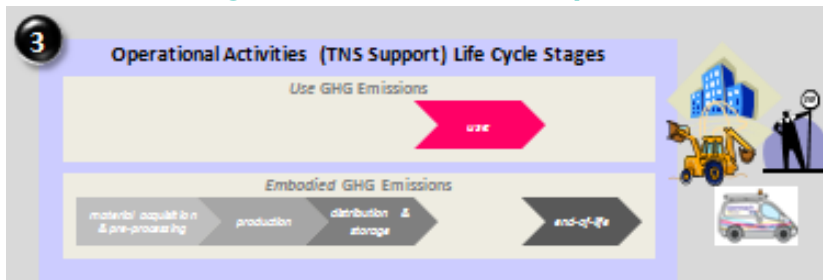 3
Operational Activities (TNS Support) Life Cycle Stages
Use GHG Emissions
use
Embodied GHG Emissions
material acquisition
& pre-processing
production
distribution &
storage
end-of-life